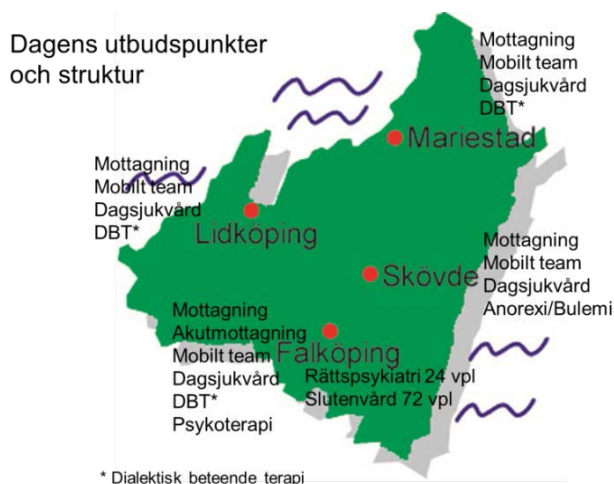 Dagens utbudspunkter
och struktur
Mottagning
Mobilt team
Dagsjukvård
DBT*
Mariestad
Mottagning
Mobilt team
Dagsjukvård
DBT*
Lidköping
Mottagning
Mobilt team
Dagsjukvård
Anorexi/Bulemi
Skövde
Mottagning
Akutmottagning
Mobilt team
Dagsjukvård
DBT*
Psykoterapi
Falköping
Rättspsykiatri 24 vpl
Slutenvård 72 vpl
* Dialektisk beteende terapi